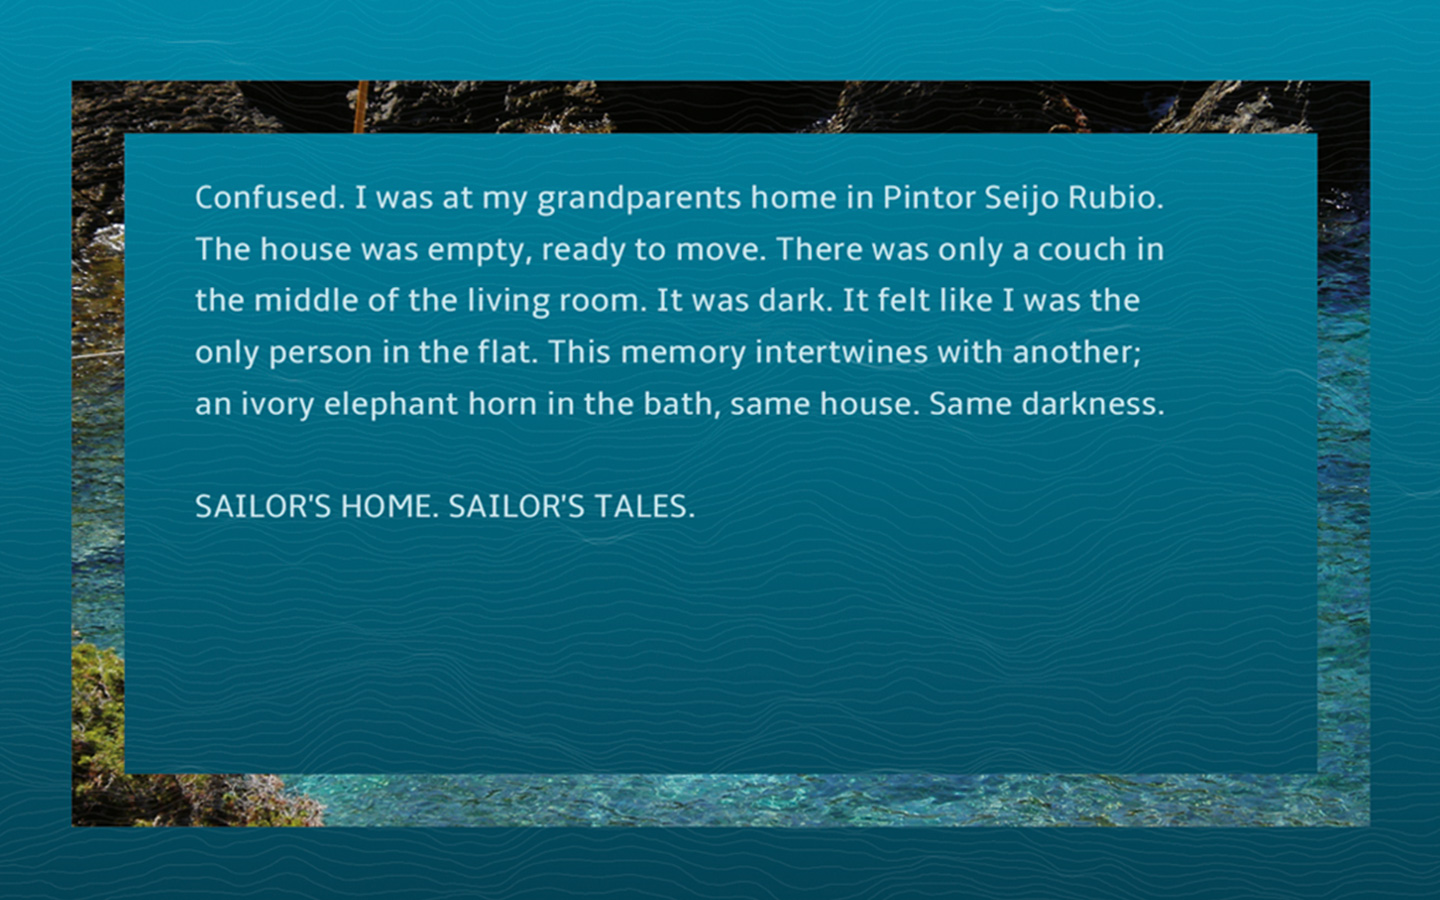 Confused. I was at my grandparents home in Pintor Seijo Rubio.
The house was empty, ready to move. There was only a couch in
the middle of the living room. It was dark. It felt like I was the
only person in the flat. This memory intertwines with another;
an ivory elephant horn in the bath, same house. Same darkness.
SAILOR'S HOME. SAILOR'S TALES.